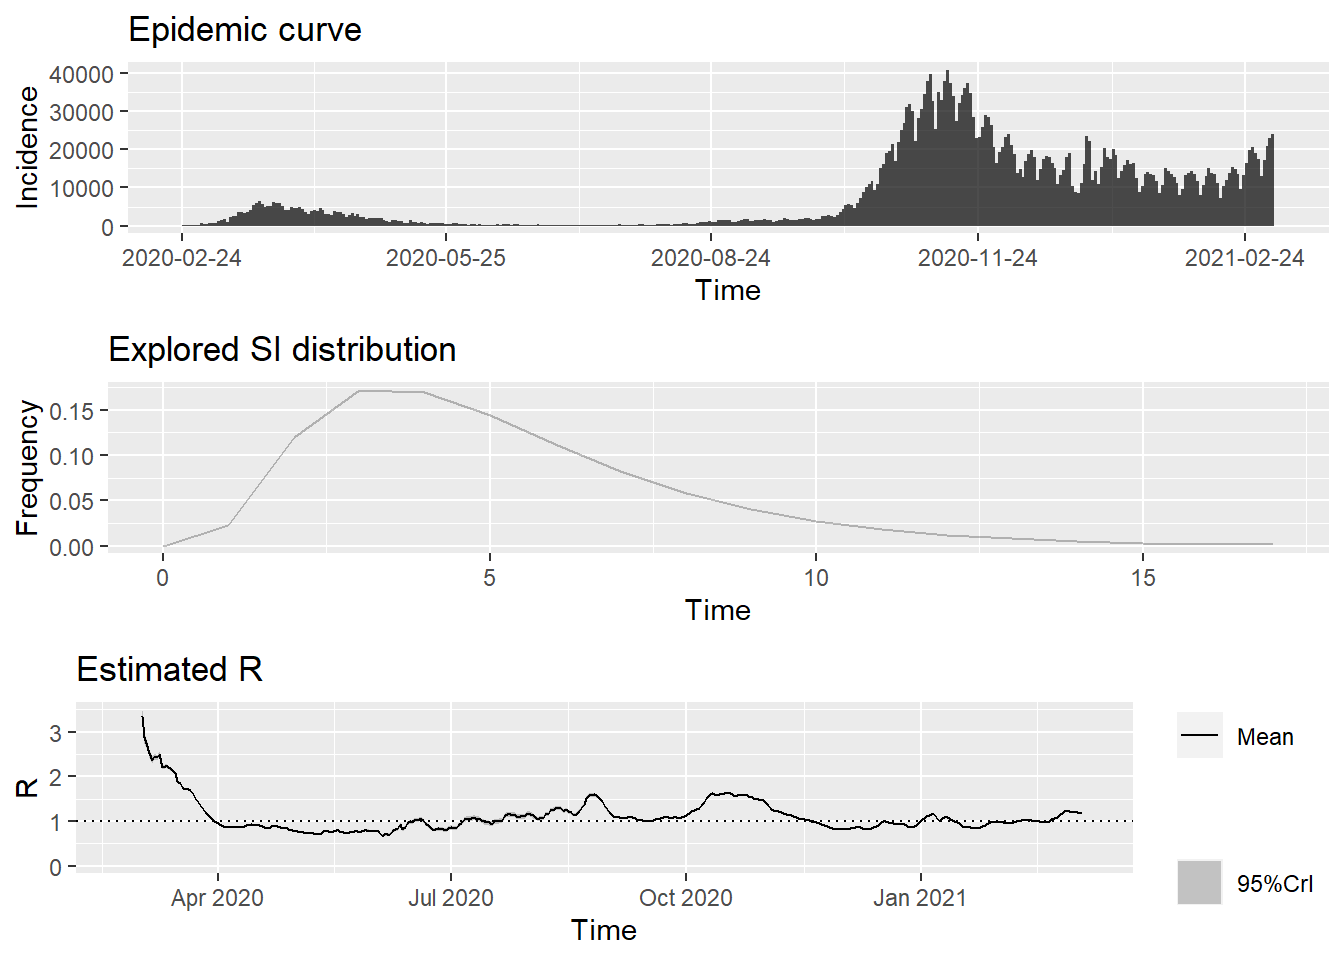 Epidemic curve
Incidence
40000
30000
20000
10000
0
2020-02-24 2020-05-25 2020-08-24 2020-11-24 2021-02-24
Time
Explored SI distribution
Frequency
0.15
0.10
0.05
0.00
0 5 10 15
Time
Estimated R
R
3
2
1
0
Apr 2020 Jul 2020 Oct 2020 Jan 2021
Time
Mean
95%CrI